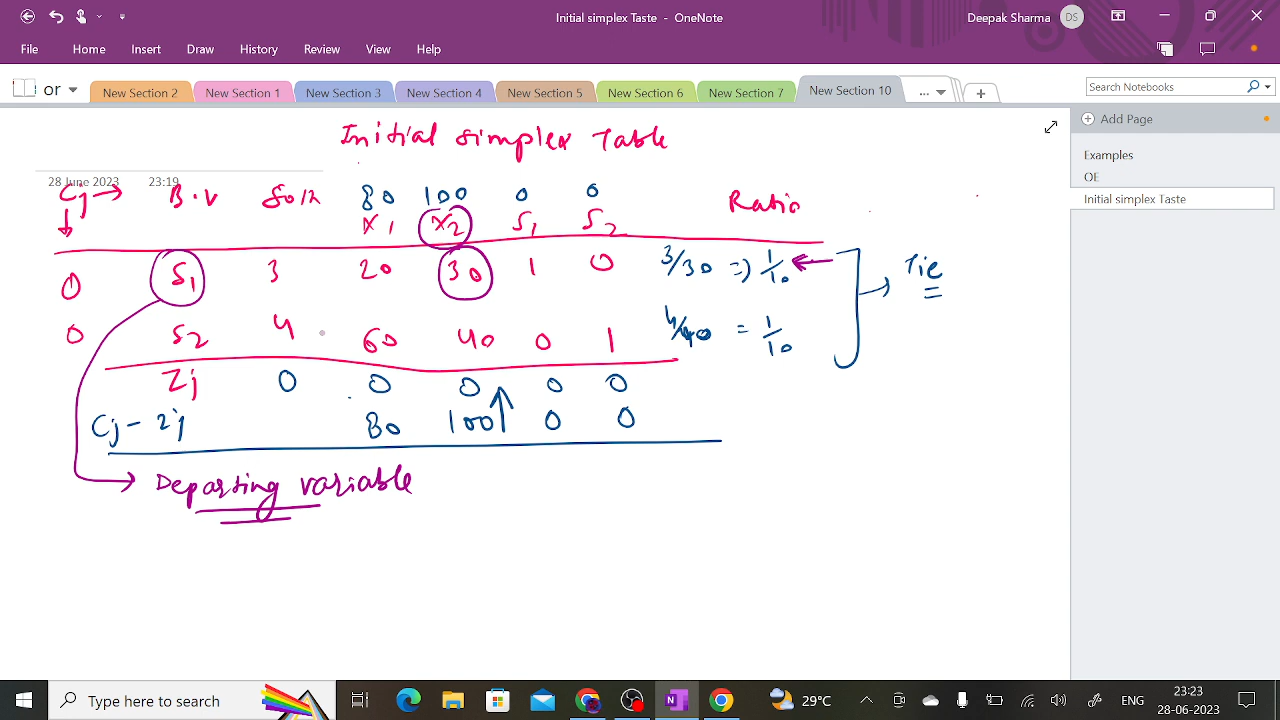 Initial simplex Taste - OneNote
Deepak Sharma DS
File Home Insert Draw History Review View Help
or New Section 2 New Section 1 New Section 3 New Section 4 New Section 5 New Section 6 New Section 7 New Section 10 ... Search Notebooks
Add Page
Examples
OE
Initial simplex Taste
Initial simplex Table
28 June 2023 23:19
Cj → B.V Soln 80 100 0 0 Ratio
X1 X2 S1 S2
0 S1 3 20 30 1 0 3/30 => 1/10
Tie
0 S2 4 60 40 0 1 4/40 = 1/10
Zj 0 0 0 0 0
Cj - Zj 80 100 0 0
Departing variable
Type here to search
29°C
ENG
23:23
28-06-2023